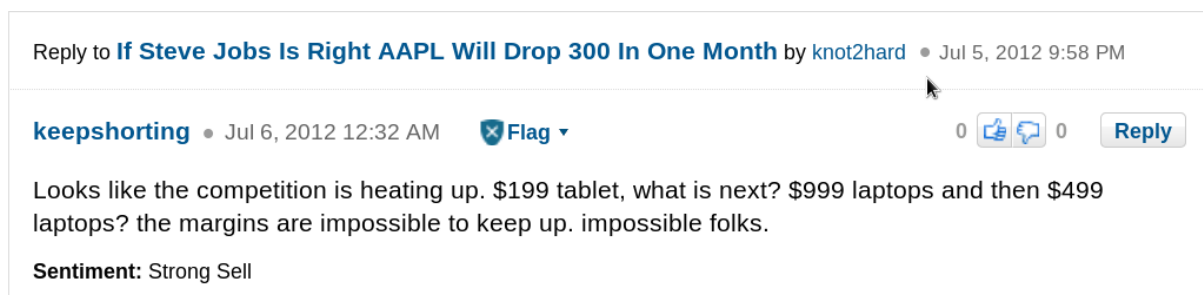 Reply to If Steve Jobs Is Right AAPL Will Drop 300 In One Month by knot2hard • Jul 5, 2012 9:58 PM
keepshorting • Jul 6, 2012 12:32 AM Flag 0 0 Reply
Looks like the competition is heating up. $199 tablet, what is next? $999 laptops and then $499
laptops? the margins are impossible to keep up. impossible folks.
Sentiment: Strong Sell